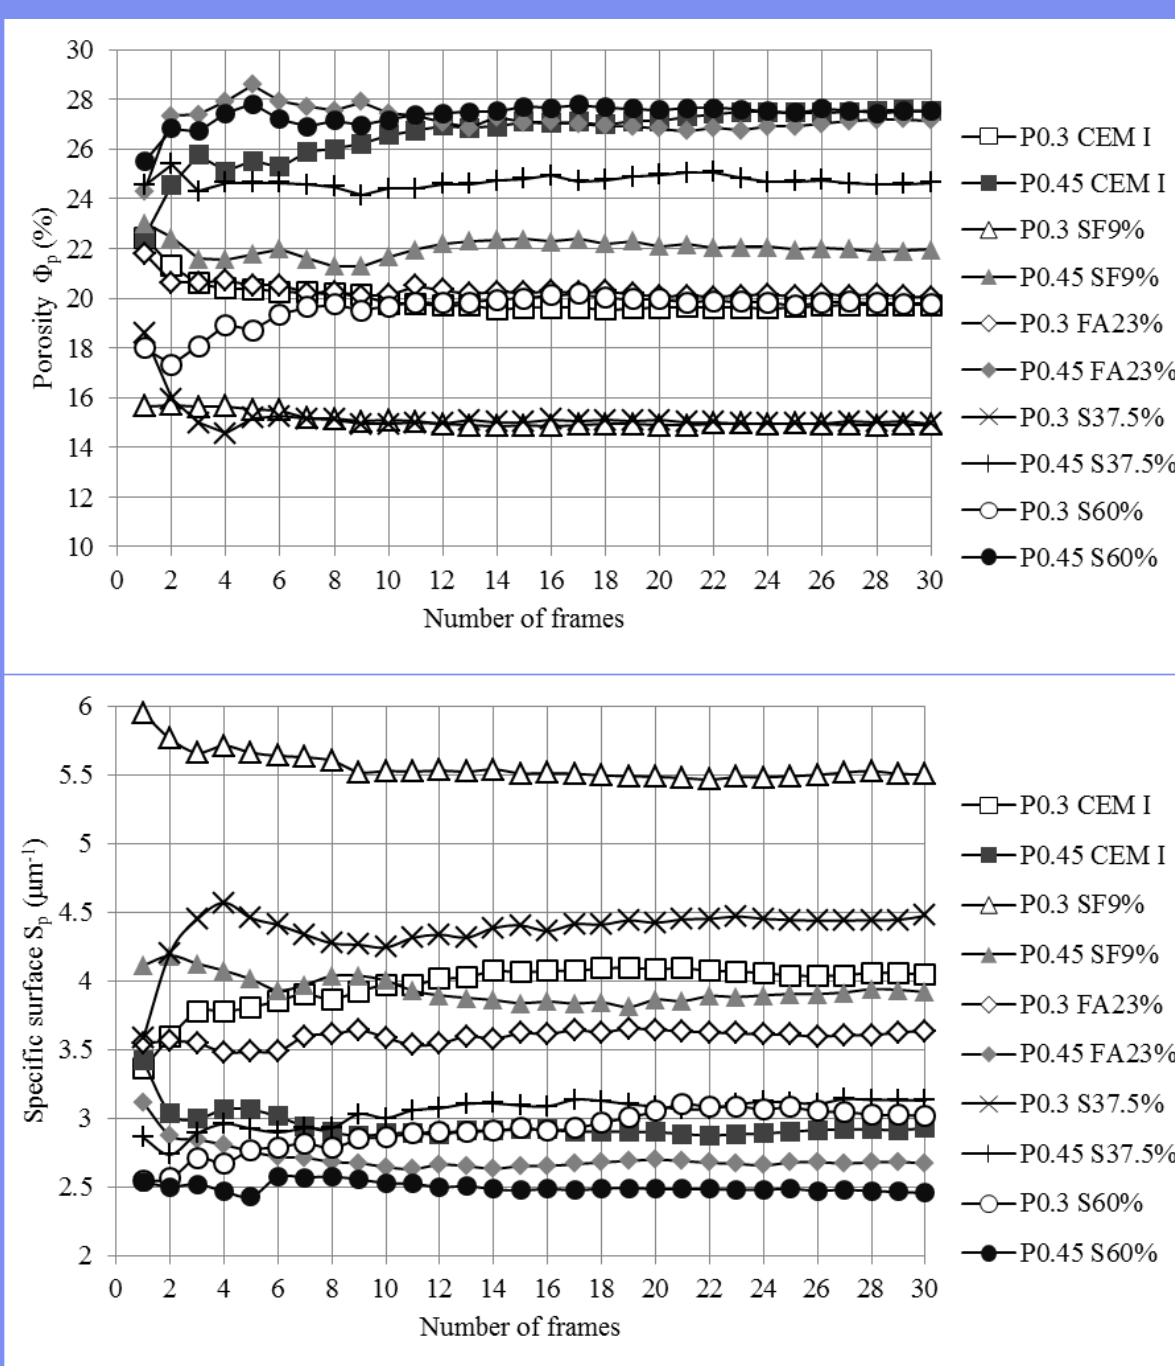 Porosity Φp (%)
30
28
26
24
22
20
18
16
14
12
10
0 2 4 6 8 10 12 14 16 18 20 22 24 26 28 30
Number of frames
P0.3 CEM I
P0.45 CEM I
P0.3 SF9%
P0.45 SF9%
P0.3 FA23%
P0.45 FA23%
P0.3 S37.5%
P0.45 S37.5%
P0.3 S60%
P0.45 S60%
Specific surface Sp (μm-1)
6
5.5
5
4.5
4
3.5
3
2.5
2
0 2 4 6 8 10 12 14 16 18 20 22 24 26 28 30
Number of frames
P0.3 CEM I
P0.45 CEM I
P0.3 SF9%
P0.45 SF9%
P0.3 FA23%
P0.45 FA23%
P0.3 S37.5%
P0.45 S37.5%
P0.3 S60%
P0.45 S60%